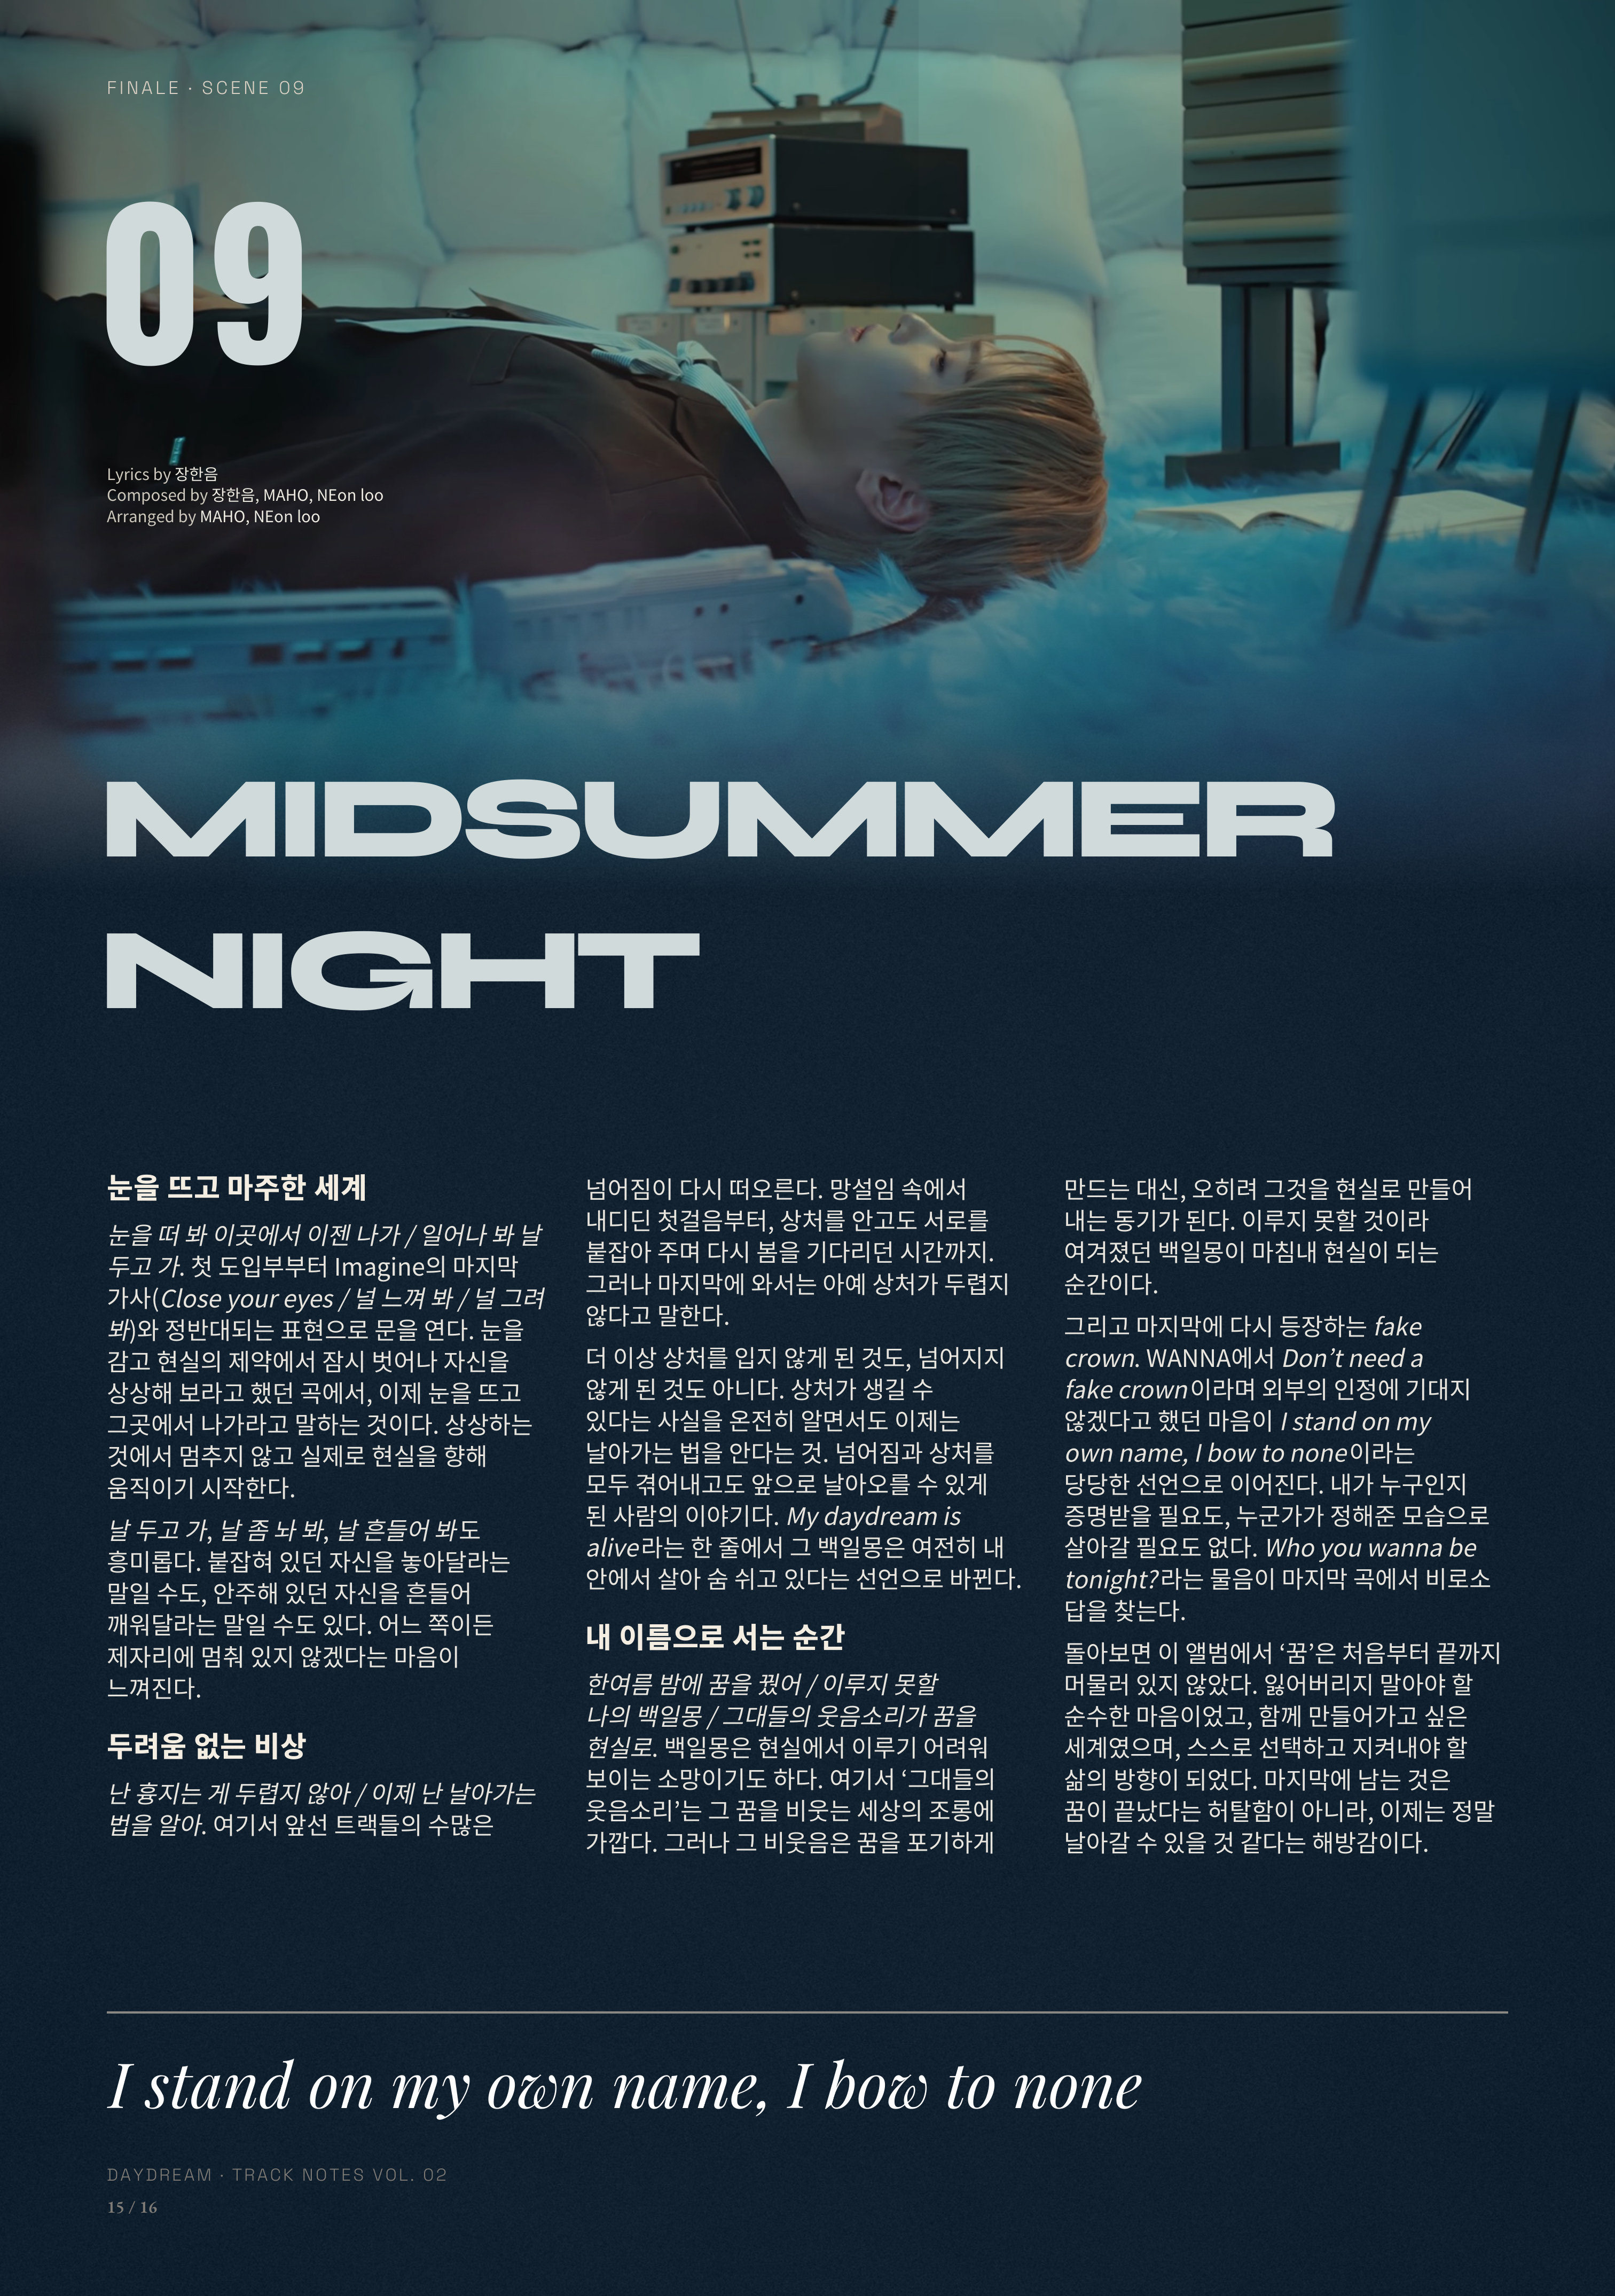 FINALE · SCENE 09
09
Lyrics by 장한음
Composed by 장한음, MAHO, NEon loo
Arranged by MAHO, NEon loo
MIDSUMMER
NIGHT
눈을 뜨고 마주한 세계
눈을 떠 봐 이곳에서 이젠 나가 / 일어나 봐 날
두고 가. 첫 도입부부터 Imagine의 마지막
가사(Close your eyes / 널 느껴 봐 / 널 그려
봐)와 정반대되는 표현으로 문을 연다. 눈을
감고 현실의 제약에서 잠시 벗어나 자신을
상상해 보라고 했던 곡에서, 이제 눈을 뜨고
그곳에서 나가라고 말하는 것이다. 상상하는
것에서 멈추지 않고 실제로 현실을 향해
움직이기 시작한다.
날 두고 가, 날 좀 놔 봐, 날 흔들어 봐도
흥미롭다. 붙잡혀 있던 자신을 놓아달라는
말일 수도, 안주해 있던 자신을 흔들어
깨워달라는 말일 수도 있다. 어느 쪽이든
제자리에 멈춰 있지 않겠다는 마음이
느껴진다.
두려움 없는 비상
난 흉지는 게 두렵지 않아 / 이제 난 날아가는
법을 알아. 여기서 앞선 트랙들의 수많은
넘어짐이 다시 떠오른다. 망설임 속에서
내디딘 첫걸음부터, 상처를 안고도 서로를
붙잡아 주며 다시 봄을 기다리던 시간까지.
그러나 마지막에 와서는 아예 상처가 두렵지
않다고 말한다.
더 이상 상처를 입지 않게 된 것도, 넘어지지
않게 된 것도 아니다. 상처가 생길 수
있다는 사실을 온전히 알면서도 이제는
날아가는 법을 안다는 것. 넘어짐과 상처를
모두 겪어내고도 앞으로 날아오를 수 있게
된 사람의 이야기다. My daydream is
alive라는 한 줄에서 그 백일몽은 여전히 내
안에서 살아 숨 쉬고 있다는 선언으로 바뀐다.
내 이름으로 서는 순간
한여름 밤에 꿈을 꿨어 / 이루지 못할
나의 백일몽 / 그대들의 웃음소리가 꿈을
현실로. 백일몽은 현실에서 이루기 어려워
보이는 소망이기도 하다. 여기서 ‘그대들의
웃음소리’는 그 꿈을 비웃는 세상의 조롱에
가깝다. 그러나 그 비웃음은 꿈을 포기하게
만드는 대신, 오히려 그것을 현실로 만들어
내는 동기가 된다. 이루지 못할 것이라
여겨졌던 백일몽이 마침내 현실이 되는
순간이다.
그리고 마지막에 다시 등장하는 fake
crown. WANNA에서 Don’t need a
fake crown이라며 외부의 인정에 기대지
않겠다고 했던 마음이 I stand on my
own name, I bow to none이라는
당당한 선언으로 이어진다. 내가 누구인지
증명받을 필요도, 누군가가 정해준 모습으로
살아갈 필요도 없다. Who you wanna be
tonight?라는 물음이 마지막 곡에서 비로소
답을 찾는다.
돌아보면 이 앨범에서 ‘꿈’은 처음부터 끝까지
머물러 있지 않았다. 잃어버리지 말아야 할
순수한 마음이었고, 함께 만들어가고 싶은
세계였으며, 스스로 선택하고 지켜내야 할
삶의 방향이 되었다. 마지막에 남는 것은
꿈이 끝났다는 허탈함이 아니라, 이제는 정말
날아갈 수 있을 것 같다는 해방감이다.
I stand on my own name, I bow to none
DAYDREAM · TRACK NOTES VOL. 02
15 / 16